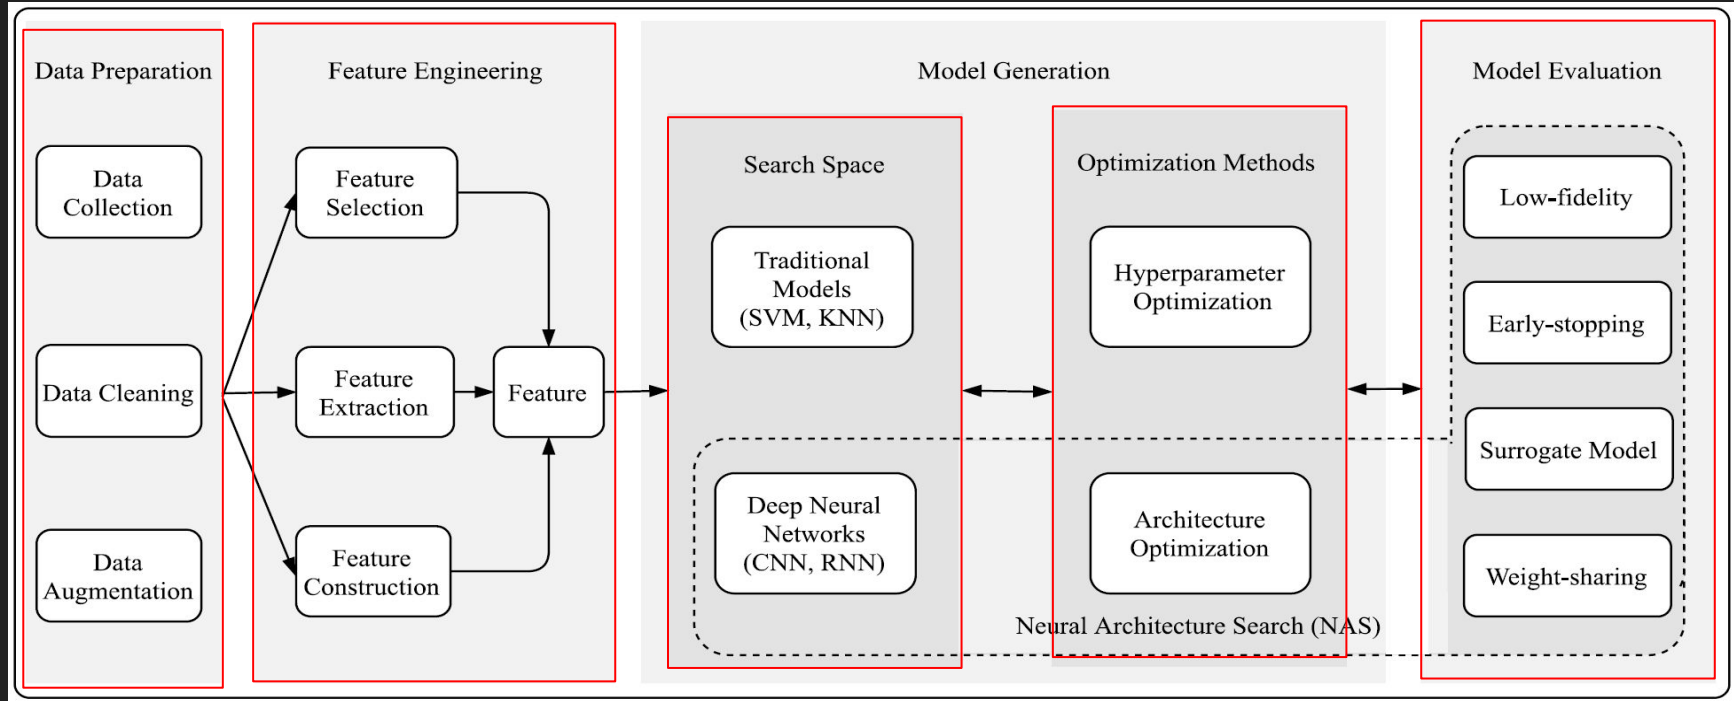 Data Preparation
Data
Collection
Data Cleaning
Data
Augmentation
Feature Engineering
Feature
Selection
Feature
Extraction
Feature
Construction
Feature
Model Generation
Search Space
Traditional
Models
(SVM, KNN)
Deep Neural
Networks
(CNN, RNN)
Optimization Methods
Hyperparameter
Optimization
Architecture
Optimization
Neural Architecture Search (NAS)
Model Evaluation
Low-fidelity
Early-stopping
Surrogate Model
Weight-sharing